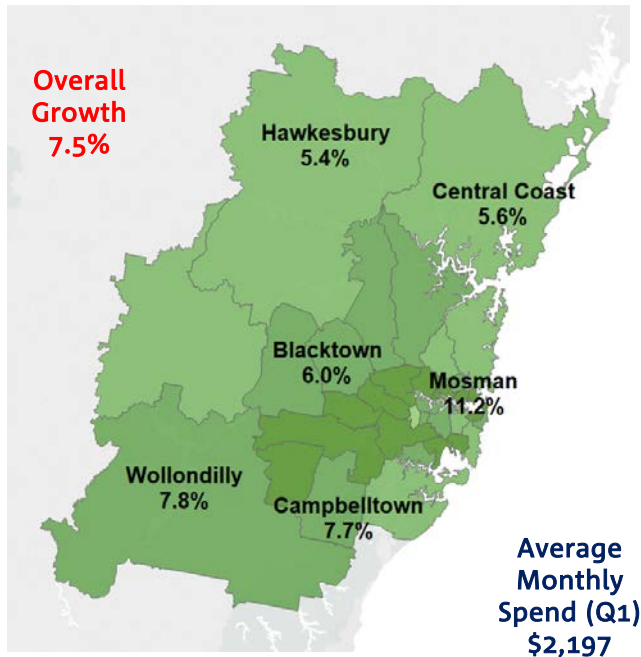 Overall
Growth
7.5%
Hawkesbury
5.4%
Central Coast
5.6%
Blacktown
6.0%
Mosman
11.2%
Wollondilly
7.8%
Campbelltown
7.7%
Average
Monthly
Spend (Q1)
$2,197